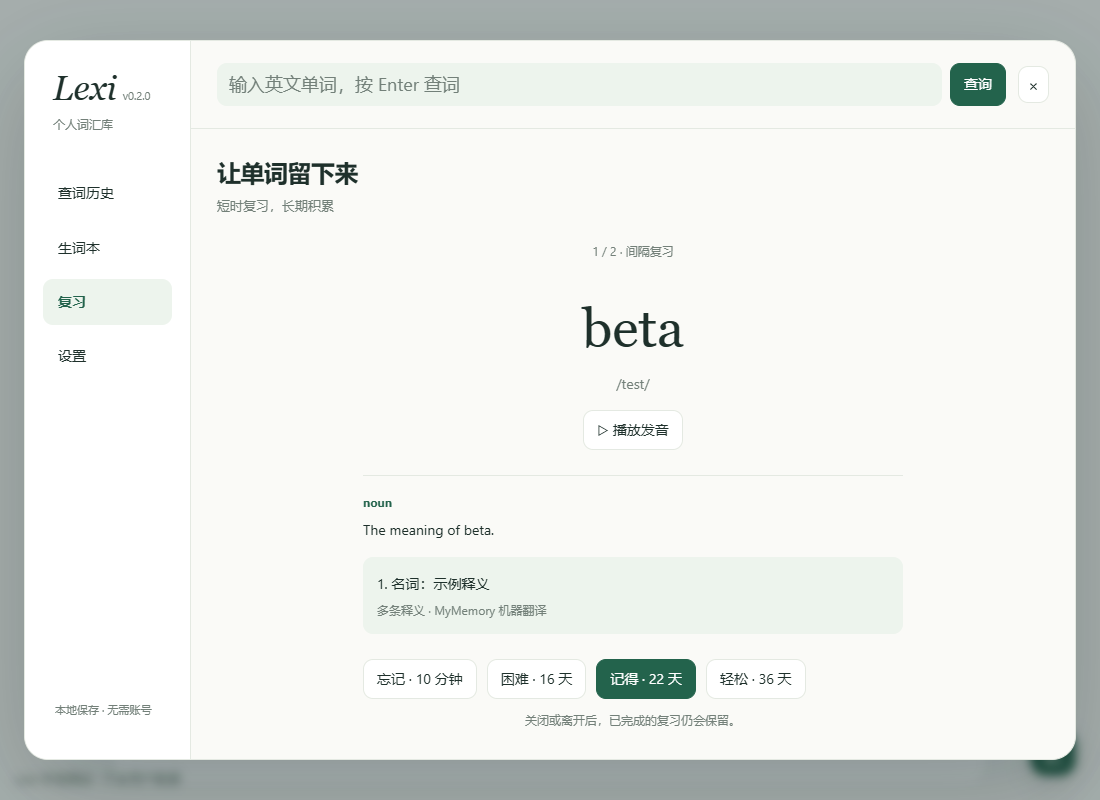 Lexi v0.2.0
个人词汇库
查词历史
生词本
复习
设置
本地保存 · 无需账号
输入英文单词，按 Enter 查词
查询
×
让单词留下来
短时复习，长期积累
1 / 2 · 间隔复习
beta
/test/
▷ 播放发音
noun
The meaning of beta.
1. 名词：示例释义
多条释义 · MyMemory 机器翻译
忘记 · 10 分钟
困难 · 16 天
记得 · 22 天
轻松 · 36 天
关闭或离开后，已完成的复习仍会保留。